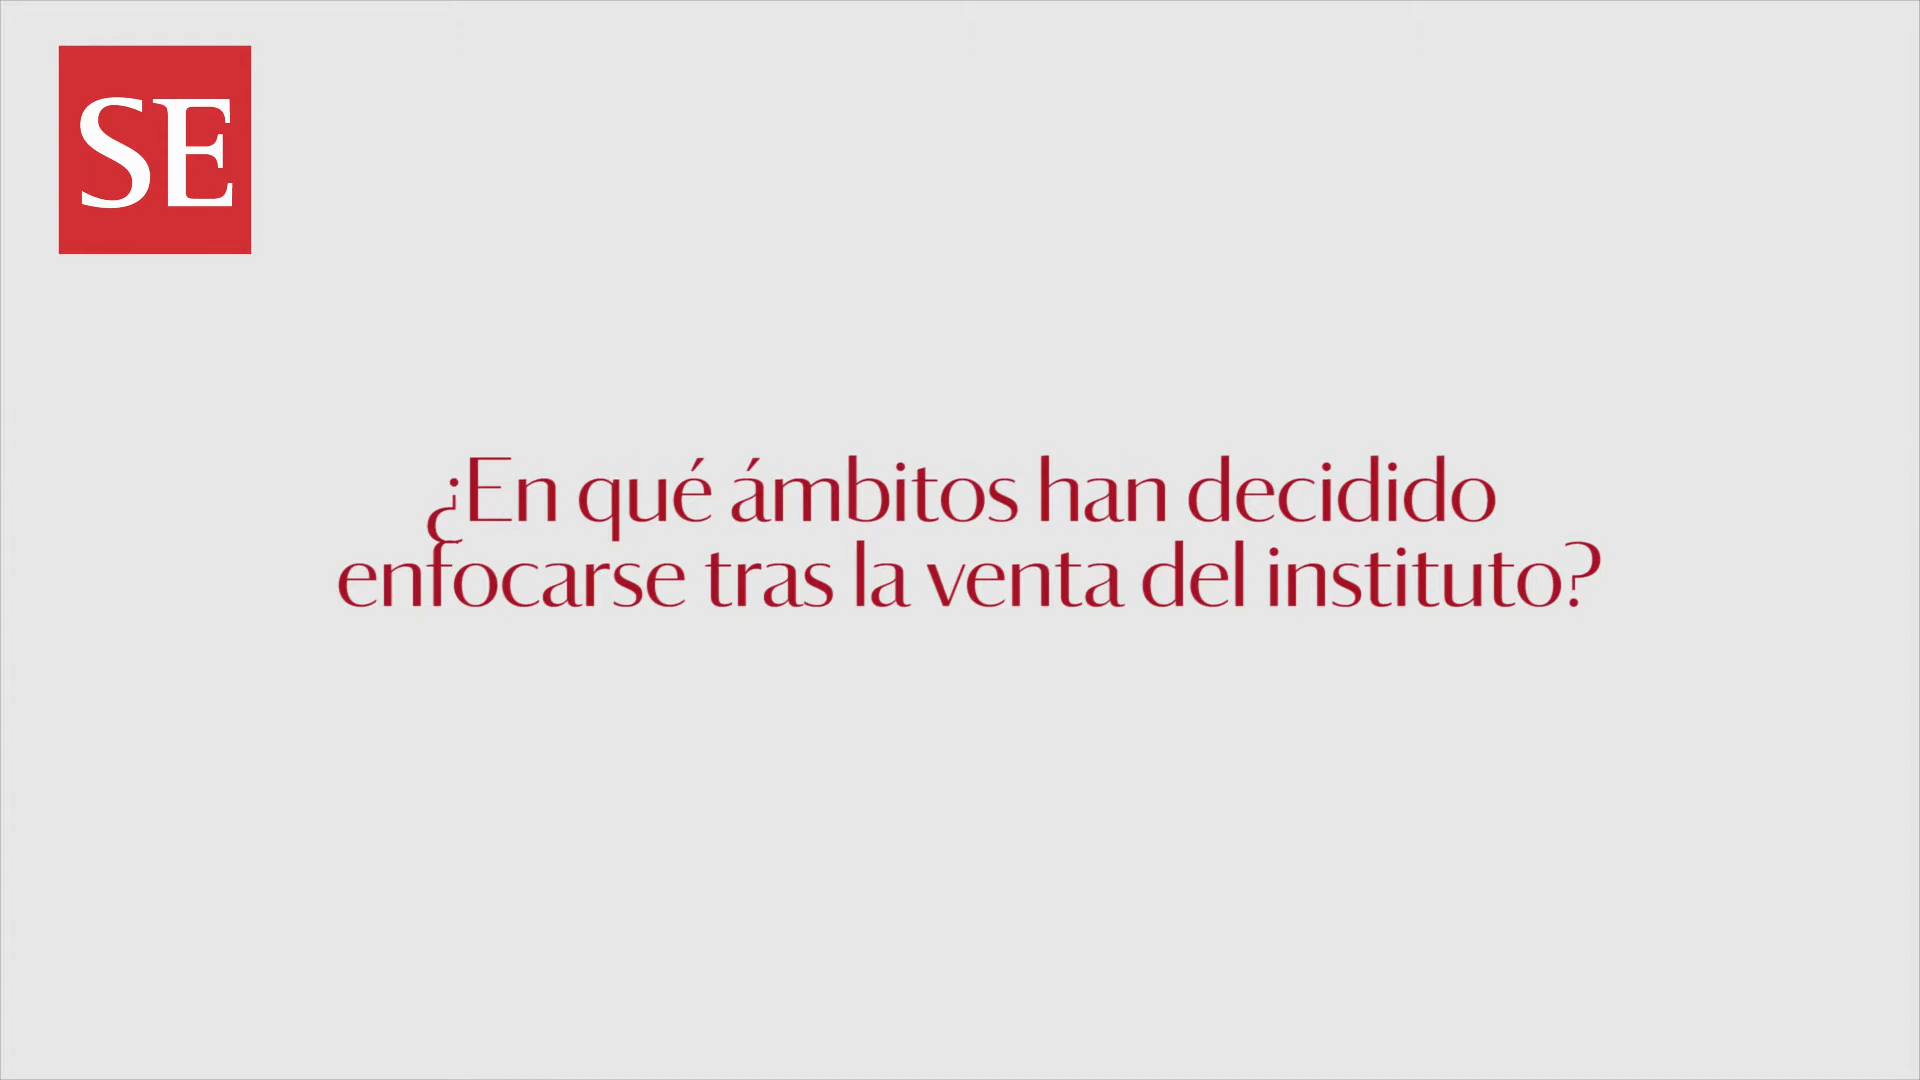 SE
¿En qué ámbitos han decidido
enfocarse tras la venta del instituto?